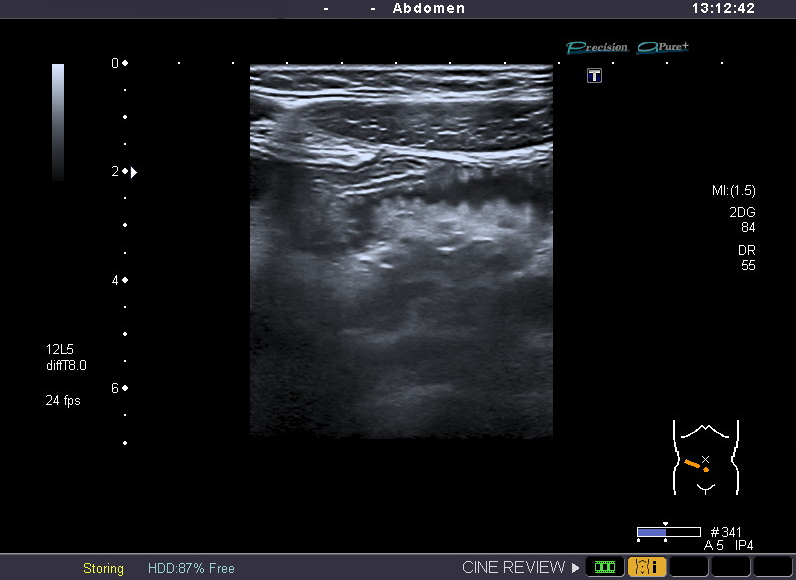 - - Abdomen 13:12:42
Precision APure+
T
0
2
4
6
MI:(1.5)
2DG
84
DR
55
12L5
diffT8.0
24 fps
#341
A 5 IP4
Storing HDD:87% Free CINE REVIEW